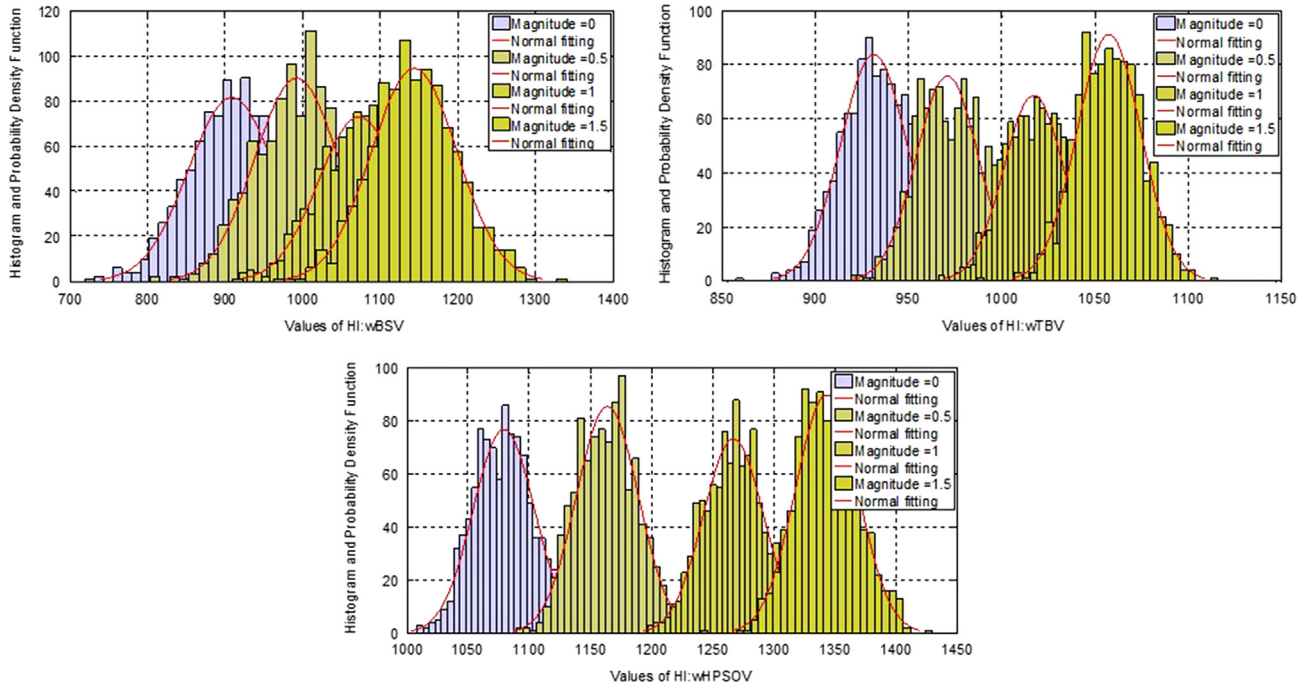 Histogram and Probability Density Function
120
100
80
60
40
20
0
700 800 900 1000 1100 1200 1300 1400
Values of HI:wBSV
Magnitude =0
Normal fitting
Magnitude =0.5
Normal fitting
Magnitude =1
Normal fitting
Magnitude =1.5
Normal fitting
Histogram and Probability Density Function
100
80
60
40
20
0
850 900 950 1000 1050 1100 1150
Values of HI:wTBV
Magnitude =0
Normal fitting
Magnitude =0.5
Normal fitting
Magnitude =1
Normal fitting
Magnitude =1.5
Normal fitting
Histogram and Probability Density Function
100
80
60
40
20
0
1000 1050 1100 1150 1200 1250 1300 1350 1400 1450
Values of HI:wHPSOV
Magnitude =0
Normal fitting
Magnitude =0.5
Normal fitting
Magnitude =1
Normal fitting
Magnitude =1.5
Normal fitting